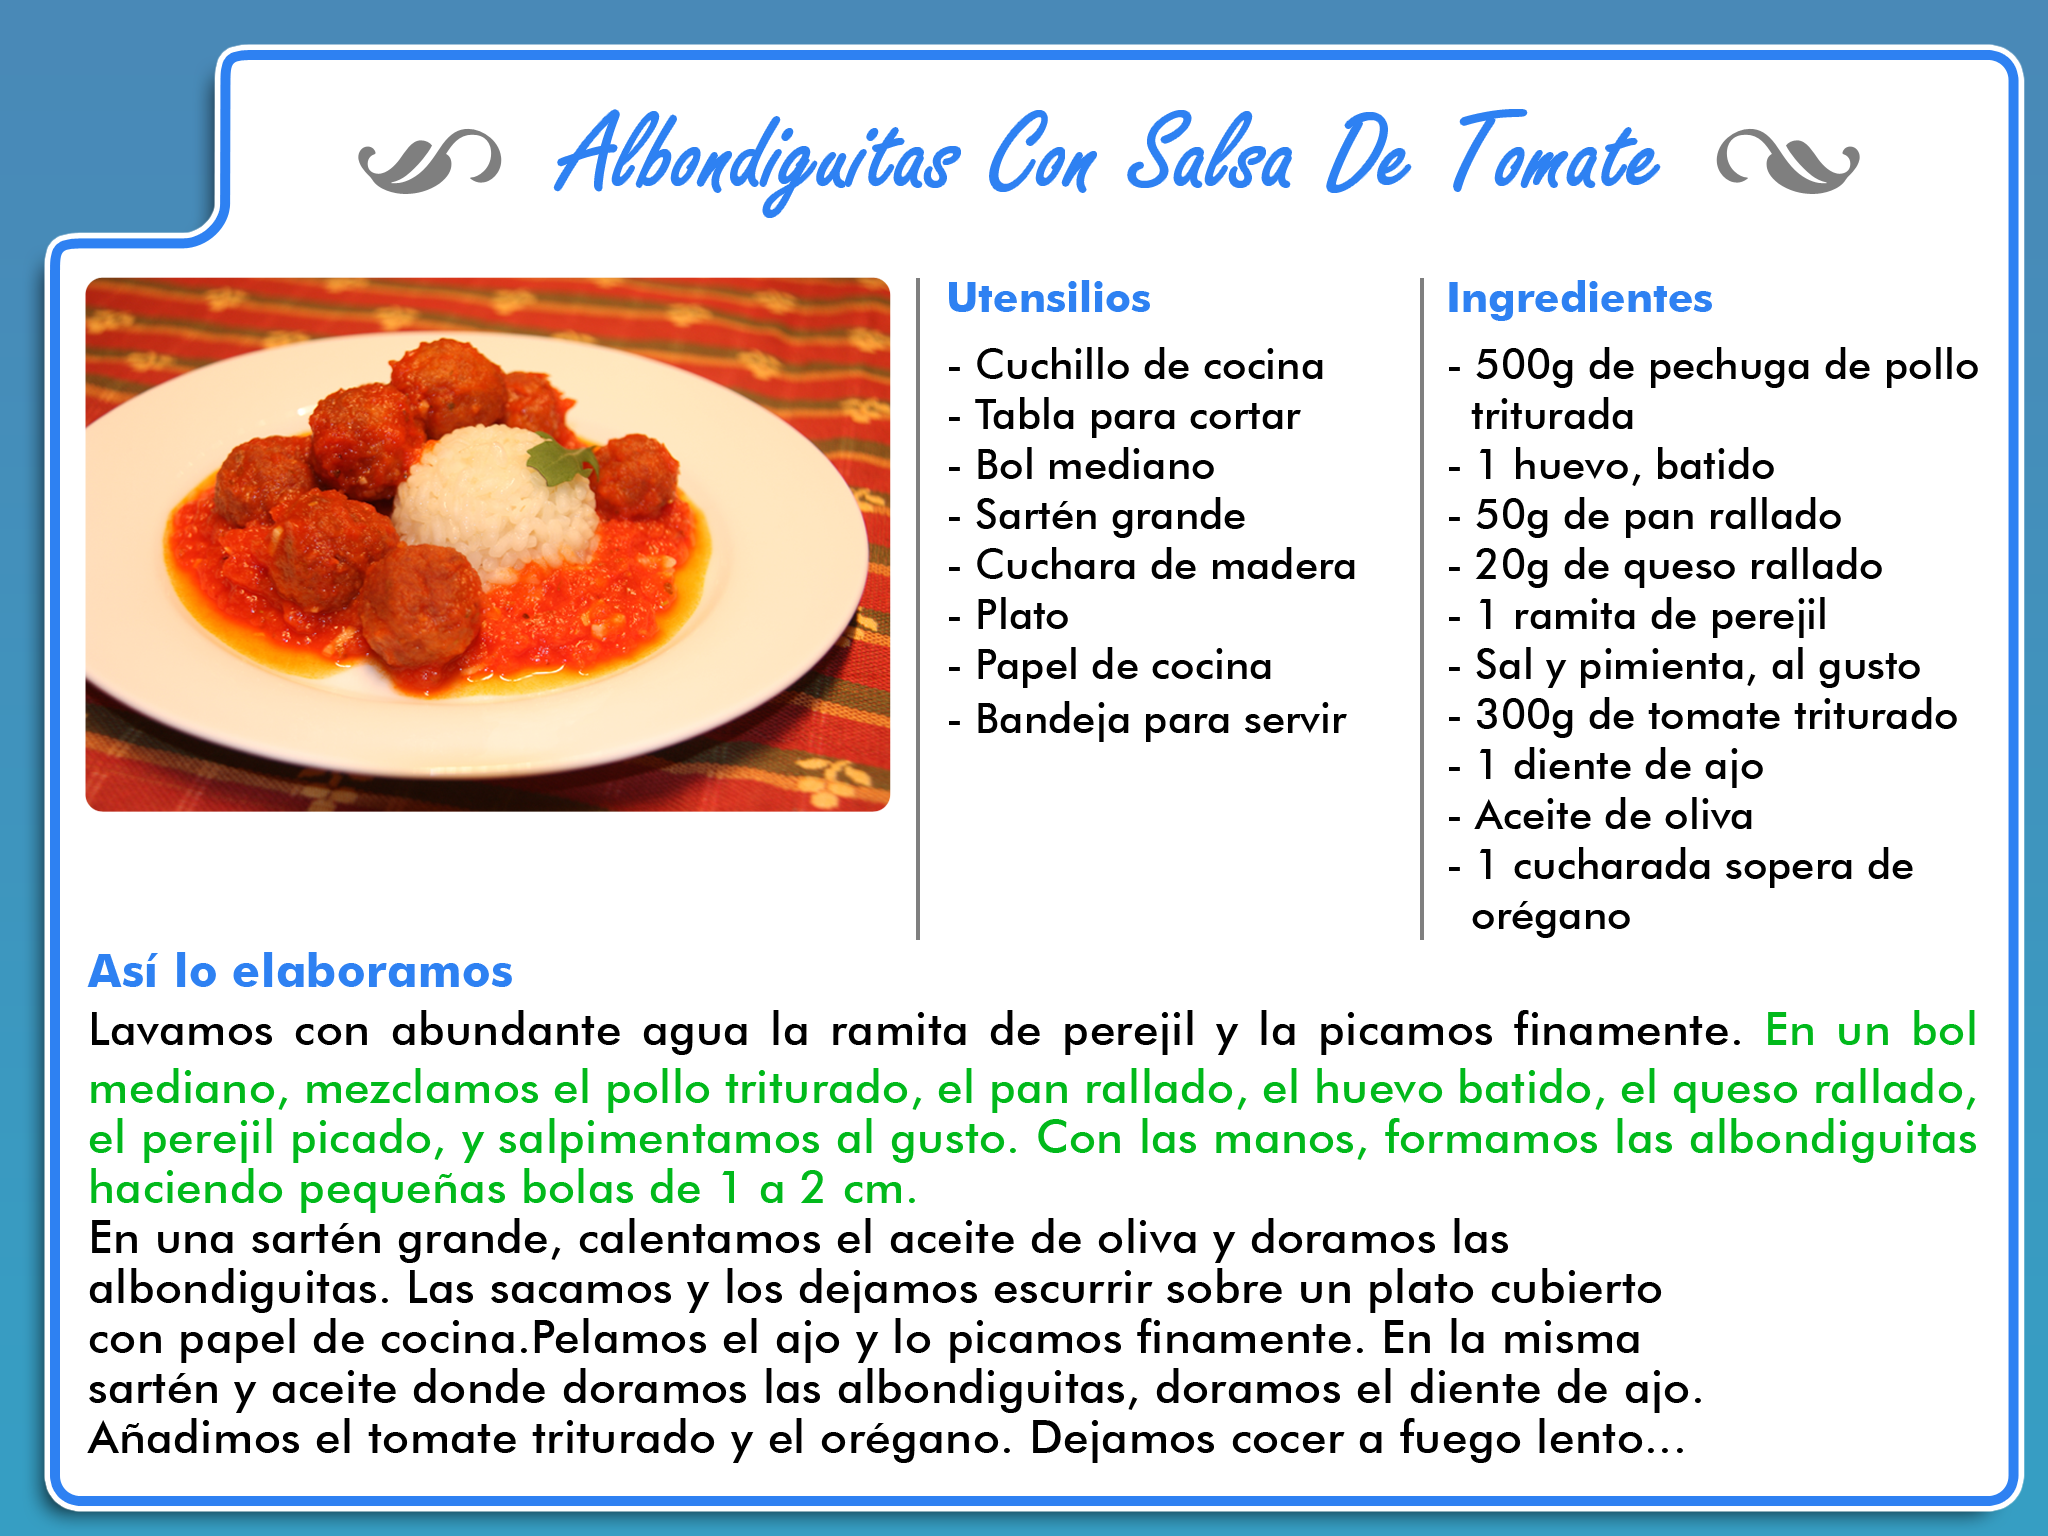 Albondiguitas Con Salsa De Tomate
Utensilios
- Cuchillo de cocina
- Tabla para cortar
- Bol mediano
- Sartén grande
- Cuchara de madera
- Plato
- Papel de cocina
- Bandeja para servir
Ingredientes
- 500g de pechuga de pollo
triturada
- 1 huevo, batido
- 50g de pan rallado
- 20g de queso rallado
- 1 ramita de perejil
- Sal y pimienta, al gusto
- 300g de tomate triturado
- 1 diente de ajo
- Aceite de oliva
- 1 cucharada sopera de
orégano
Así lo elaboramos
Lavamos con abundante agua la ramita de perejil y la picamos finamente. En un bol
mediano, mezclamos el pollo triturado, el pan rallado, el huevo batido, el queso rallado,
el perejil picado, y salpimentamos al gusto. Con las manos, formamos las albondiguitas
haciendo pequeñas bolas de 1 a 2 cm.
En una sartén grande, calentamos el aceite de oliva y doramos las
albondiguitas. Las sacamos y los dejamos escurrir sobre un plato cubierto
con papel de cocina.Pelamos el ajo y lo picamos finamente. En la misma
sartén y aceite donde doramos las albondiguitas, doramos el diente de ajo.
Añadimos el tomate triturado y el orégano. Dejamos cocer a fuego lento...